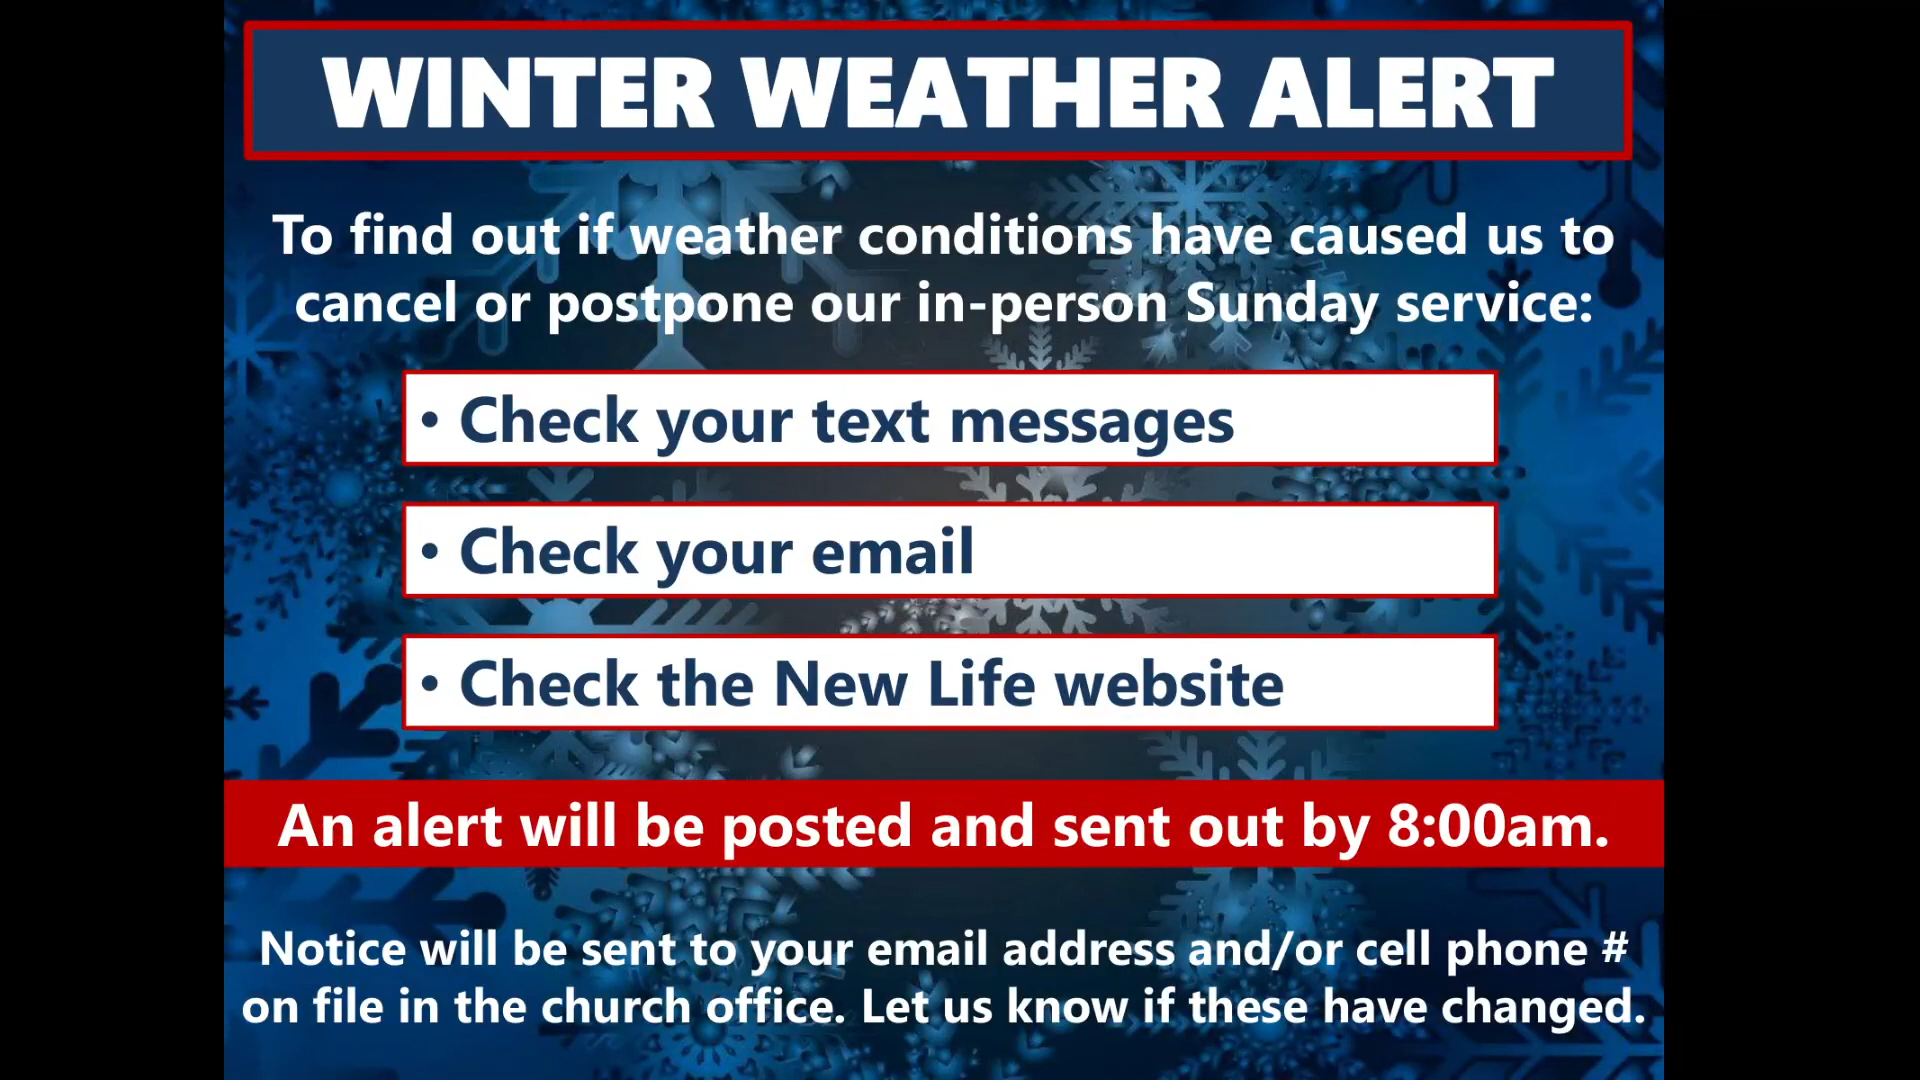 WINTER WEATHER ALERT
To find out if weather conditions have caused us to
cancel or postpone our in-person Sunday service:
• Check your text messages
• Check your email
• Check the New Life website
An alert will be posted and sent out by 8:00am.
Notice will be sent to your email address and/or cell phone #
on file in the church office. Let us know if these have changed.